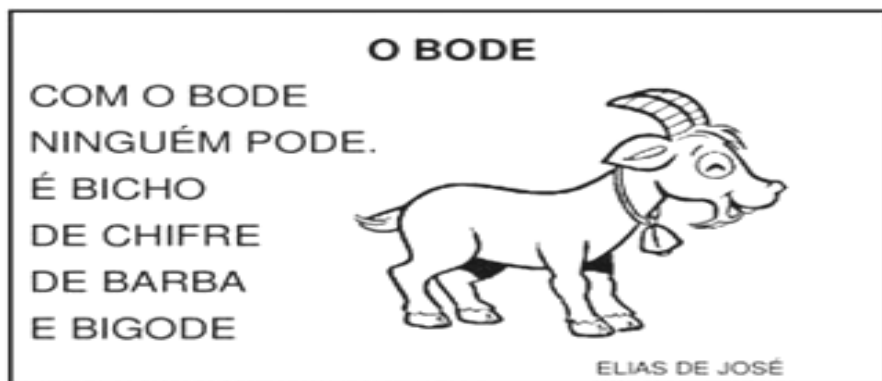 O BODE
COM O BODE
NINGUÉM PODE.
É BICHO
DE CHIFRE
DE BARBA
E BIGODE
ELIAS DE JOSÉ